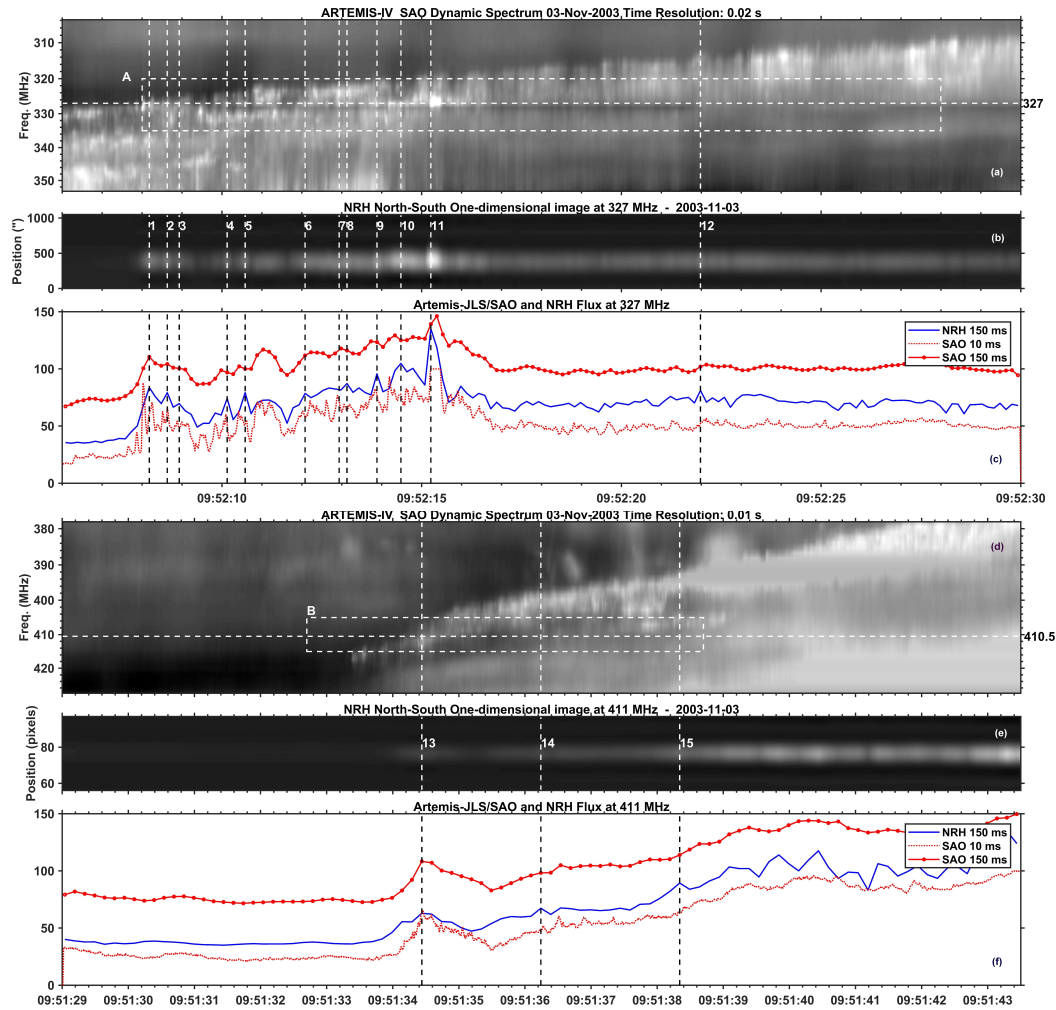 ARTEMIS-IV SAO Dynamic Spectrum 03-Nov-2003 Time Resolution: 0.02 s
310
320
330
340
350
Freq. (MHz)
A
327
(a)
NRH North-South One-dimensional image at 327 MHz - 2003-11-03
1000
500
0
Position (")
1 2 3 4 5 6 7 8 9 10 11 12
(b)
Artemis-JLS/SAO and NRH Flux at 327 MHz
150
100
50
0
NRH 150 ms
SAO 10 ms
SAO 150 ms
(c)
09:52:10 09:52:15 09:52:20 09:52:25 09:52:30
ARTEMIS-IV SAO Dynamic Spectrum 03-Nov-2003 Time Resolution: 0.01 s
380
390
400
410
420
Freq. (MHz)
(d)
B
410.5
NRH North-South One-dimensional image at 411 MHz - 2003-11-03
80
60
Position (pixels)
13 14 15
(e)
Artemis-JLS/SAO and NRH Flux at 411 MHz
150
100
50
0
NRH 150 ms
SAO 10 ms
SAO 150 ms
(f)
09:51:29 09:51:30 09:51:31 09:51:32 09:51:33 09:51:34 09:51:35 09:51:36 09:51:37 09:51:38 09:51:39 09:51:40 09:51:41 09:51:42 09:51:43